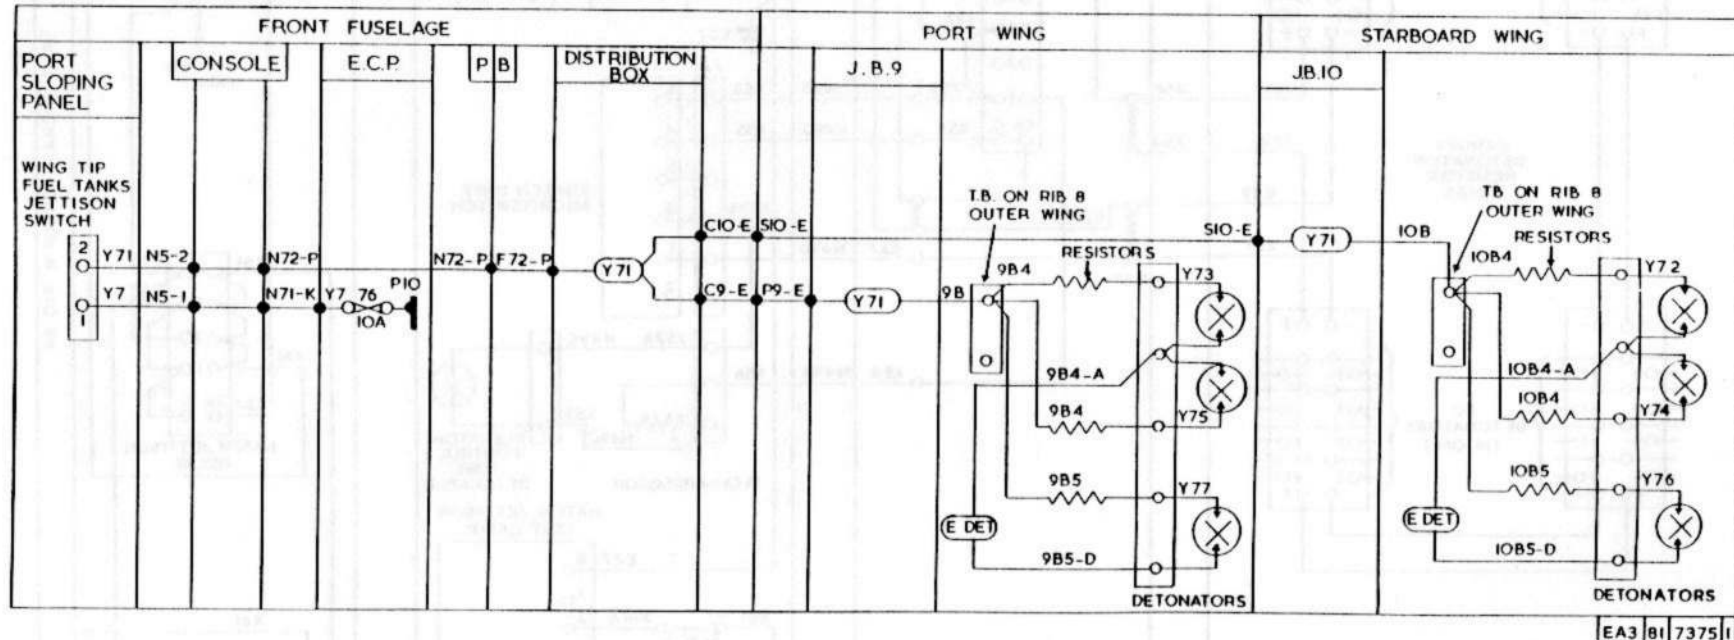 FRONT FUSELAGE
PORT WING
STARBOARD WING
PORT
SLOPING
PANEL
CONSOLE
E.C.P.
P B
DISTRIBUTION
BOX
J.B.9
J.B.10
WING TIP
FUEL TANKS
JETTISON
SWITCH
2
1
Y71
N5-2
N72-P
N72-P
F72-P
Y71
Y7
N5-1
N71-K
Y7
76
10A
P10
C10-E
S10-E
C9-E
P9-E
Y71
9B
T.B. ON RIB 8
OUTER WING
RESISTORS
9B4
Y73
9B4-A
9B4
Y75
9B5
Y77
E DET
9B5-D
DETONATORS
S10-E
Y71
10B
TB ON RIB 8
OUTER WING
RESISTORS
10B4
Y72
10B4-A
10B4
Y74
10B5
Y76
E DET
10B5-D
DETONATORS
EA3 81 7375 1